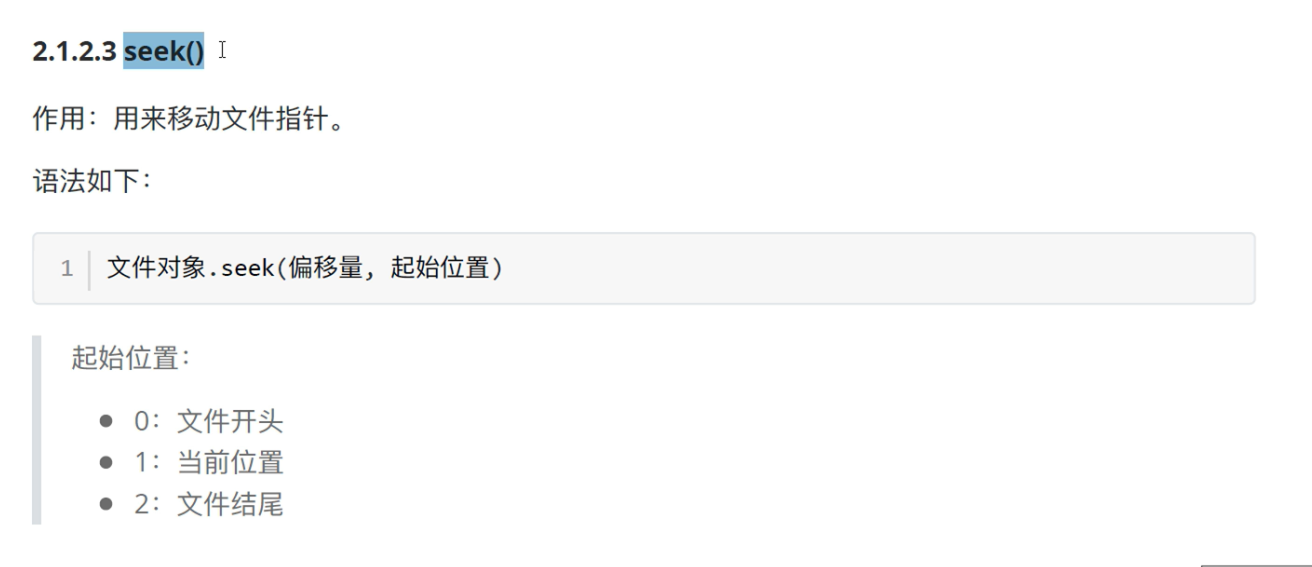 2.1.2.3 seek()
作用：用来移动文件指针。
语法如下：
1 文件对象.seek(偏移量, 起始位置)
起始位置：
● 0：文件开头
● 1：当前位置
● 2：文件结尾